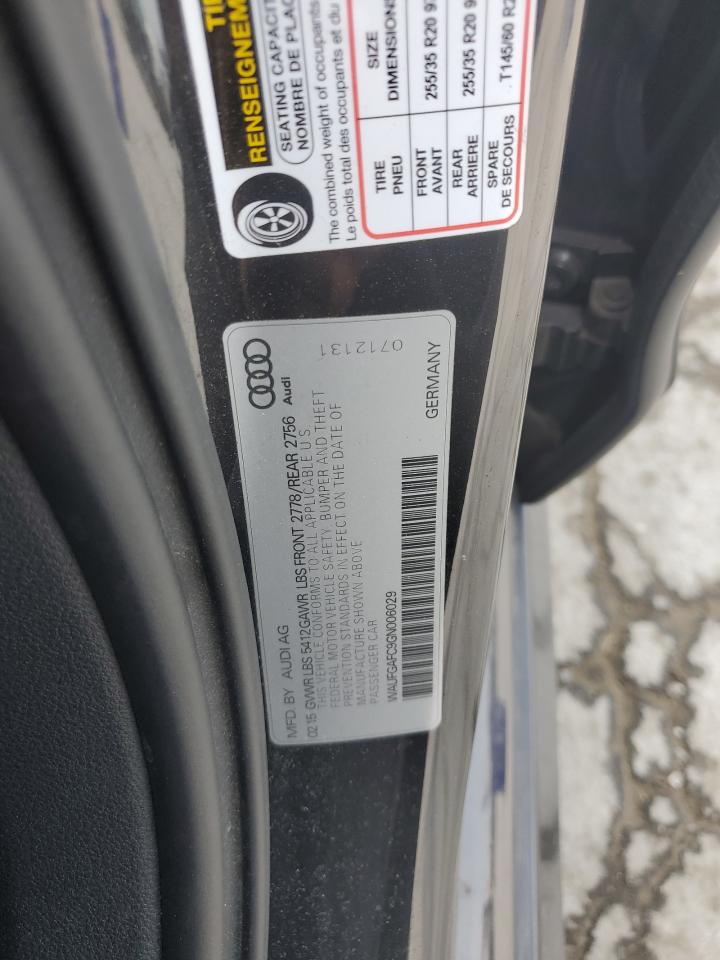 RENSEIGNEM
SEATING CAPACIT
NOMBRE DE PLAC
The combined weight of occupants
Le poids total des occupants et du
TIRE SIZE
PNEU DIMENSIONS
FRONT 255/35 R20 9
AVANT
REAR 255/35 R20 9
ARRIERE
SPARE T145/60 R2
DE SECOURS
MFD. BY AUDI AG
Audi
02 15 GVWR LBS 5412 GAWR LBS FRONT 2778/REAR 2756
THIS VEHICLE CONFORMS TO ALL APPLICABLE U S.
FEDERAL MOTOR VEHICLE SAFETY, BUMPER AND THEFT
PREVENTION STANDARDS IN EFFECT ON THE DATE OF
MANUFACTURE SHOWN ABOVE
PASSENGER CAR
0712131
WAUFGAFC9GN006029
GERMANY